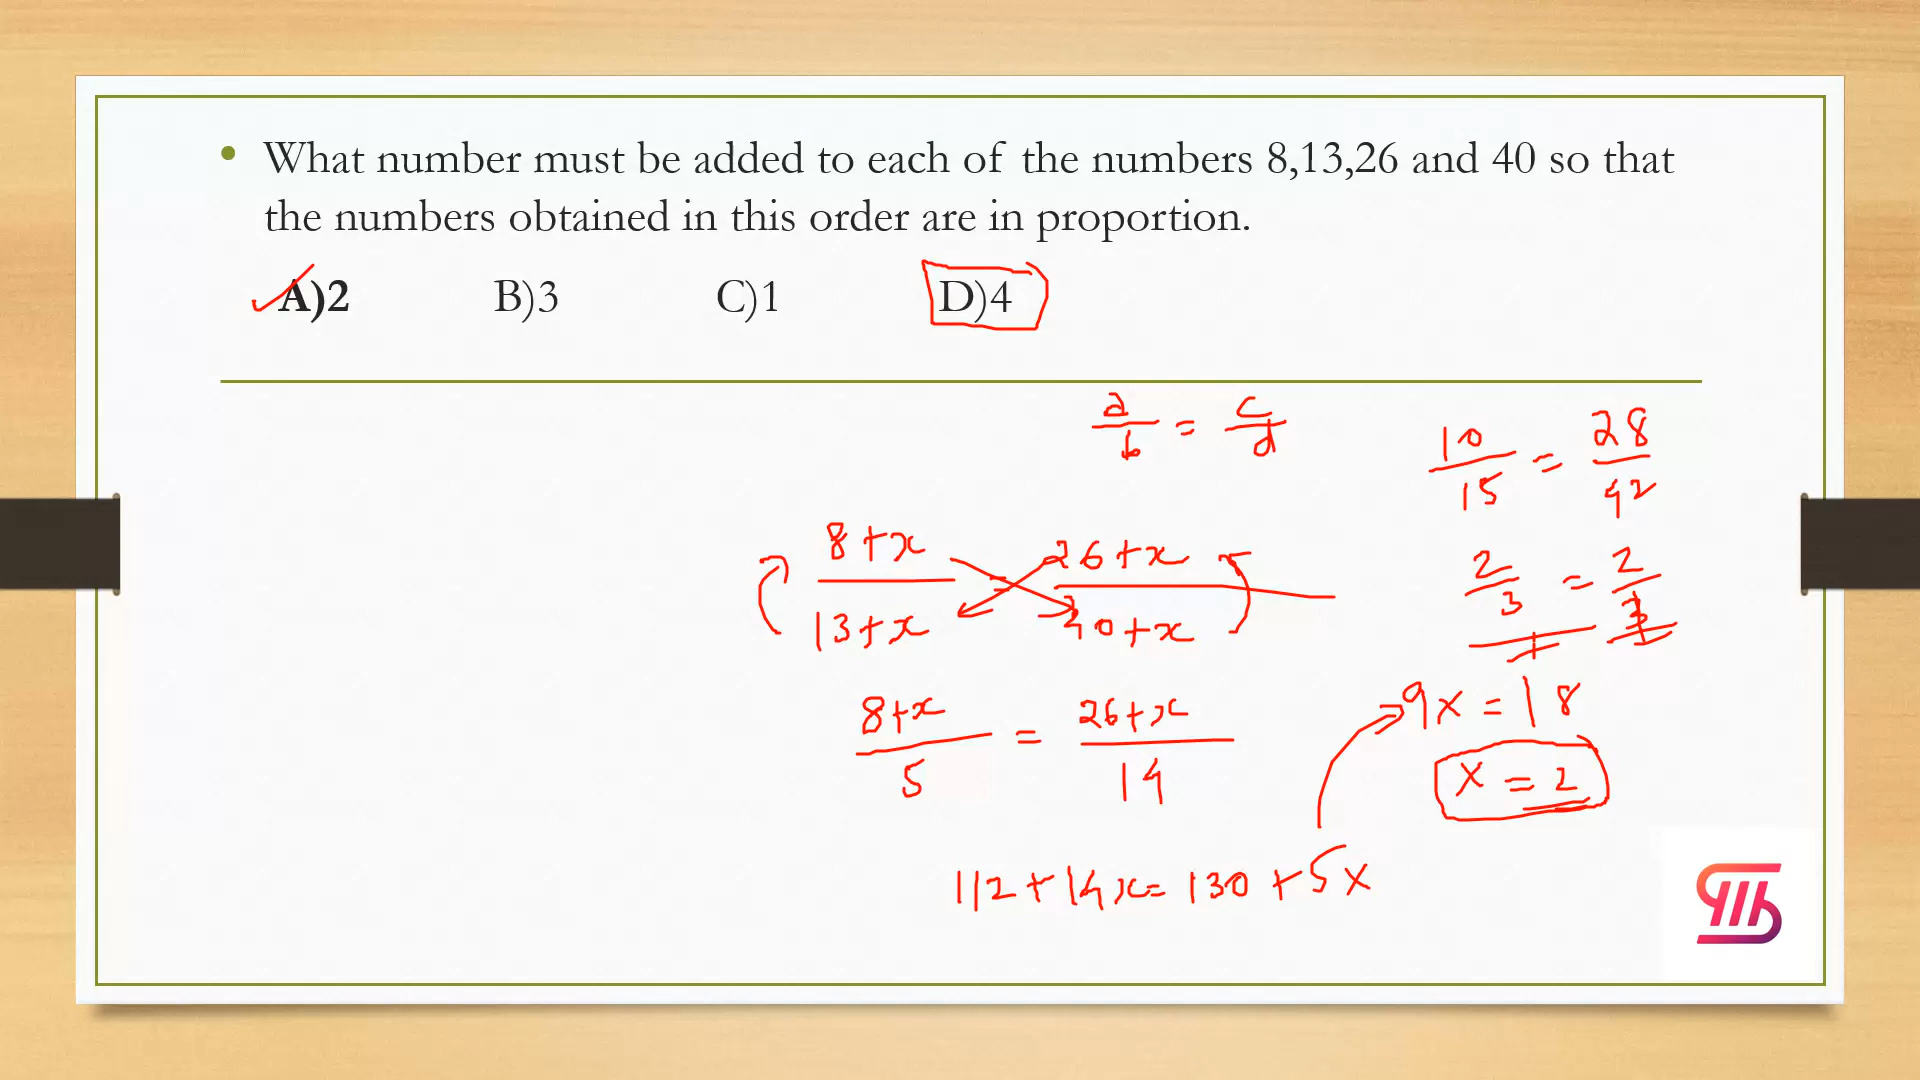 What number must be added to each of the numbers 8,13,26 and 40 so that
the numbers obtained in this order are in proportion.
A)2 B)3 C)1 D)4
a/b = c/d
10/15 = 28/42
8+x/13+x = 26+x/40+x
2/3 = 2/3
8+x/5 = 26+x/14
9x = 18
x = 2
112+14x = 130+5x